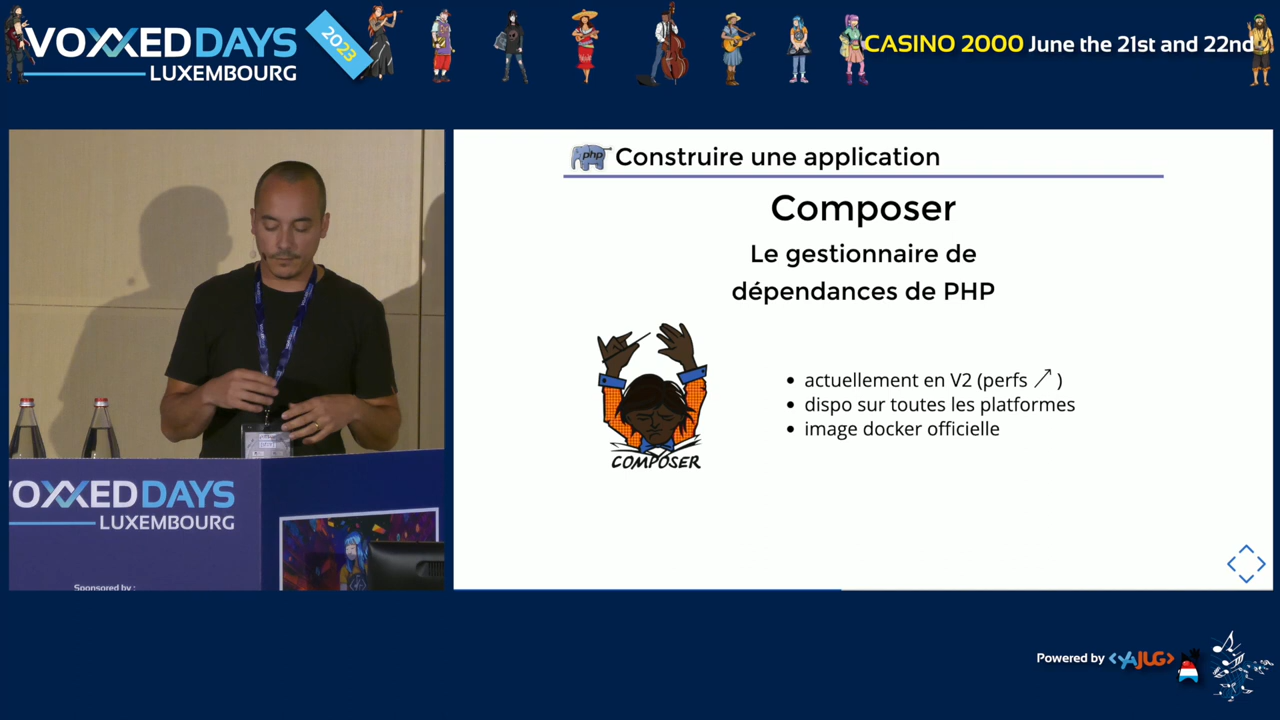 VOXXED DAYS
LUXEMBOURG
2023
CASINO 2000 June the 21st and 22nd
php
Construire une application
Composer
Le gestionnaire de
dépendances de PHP
COMPOSER
• actuellement en V2 (perfs ↗ )
• dispo sur toutes les platformes
• image docker officielle
VOXXED DAYS
LUXEMBOURG
Sponsored by :
Powered by <YAJUG>